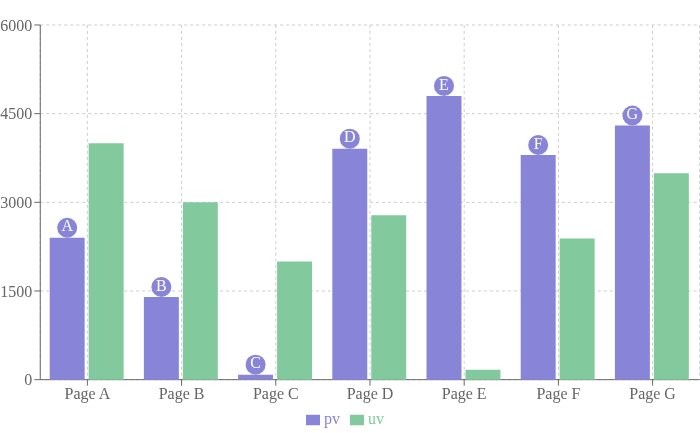 6000
4500
3000
1500
0
A
B
C
D
E
F
G
Page A
Page B
Page C
Page D
Page E
Page F
Page G
pv
uv